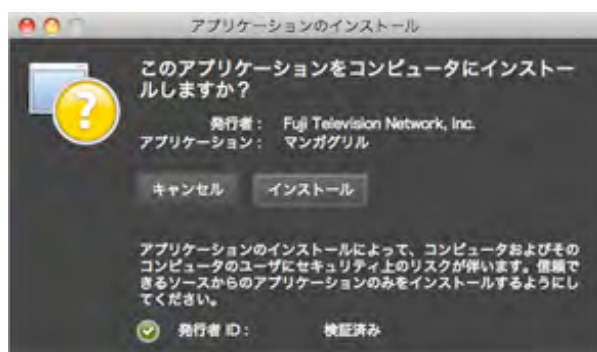 アプリケーションのインストール
このアプリケーションをコンピュータにインストー
ルしますか？
発行者： Fuji Television Network, Inc.
アプリケーション： マンガグリル
キャンセル インストール
アプリケーションのインストールによって、コンピュータおよびその
コンピュータのユーザにセキュリティ上のリスクが伴います。信頼で
きるソースからのアプリケーションのみをインストールするようにし
てください。
発行者 ID： 検証済み